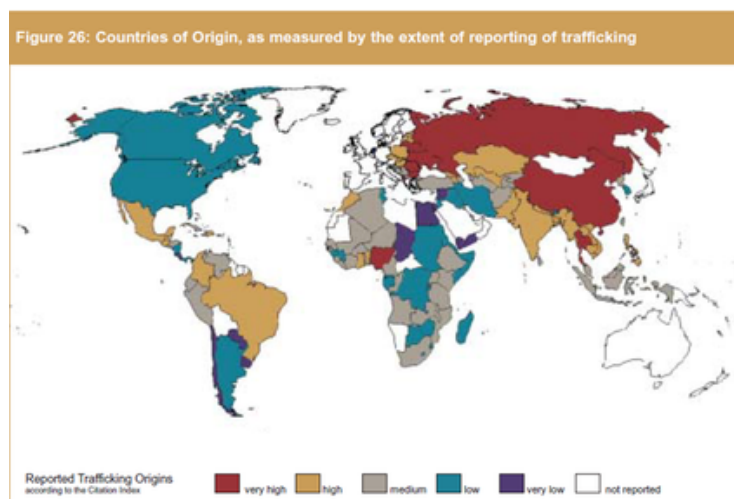 Figure 26: Countries of Origin, as measured by the extent of reporting of trafficking
Reported Trafficking Origins
according to the Citation Index
very high high medium low very low not reported